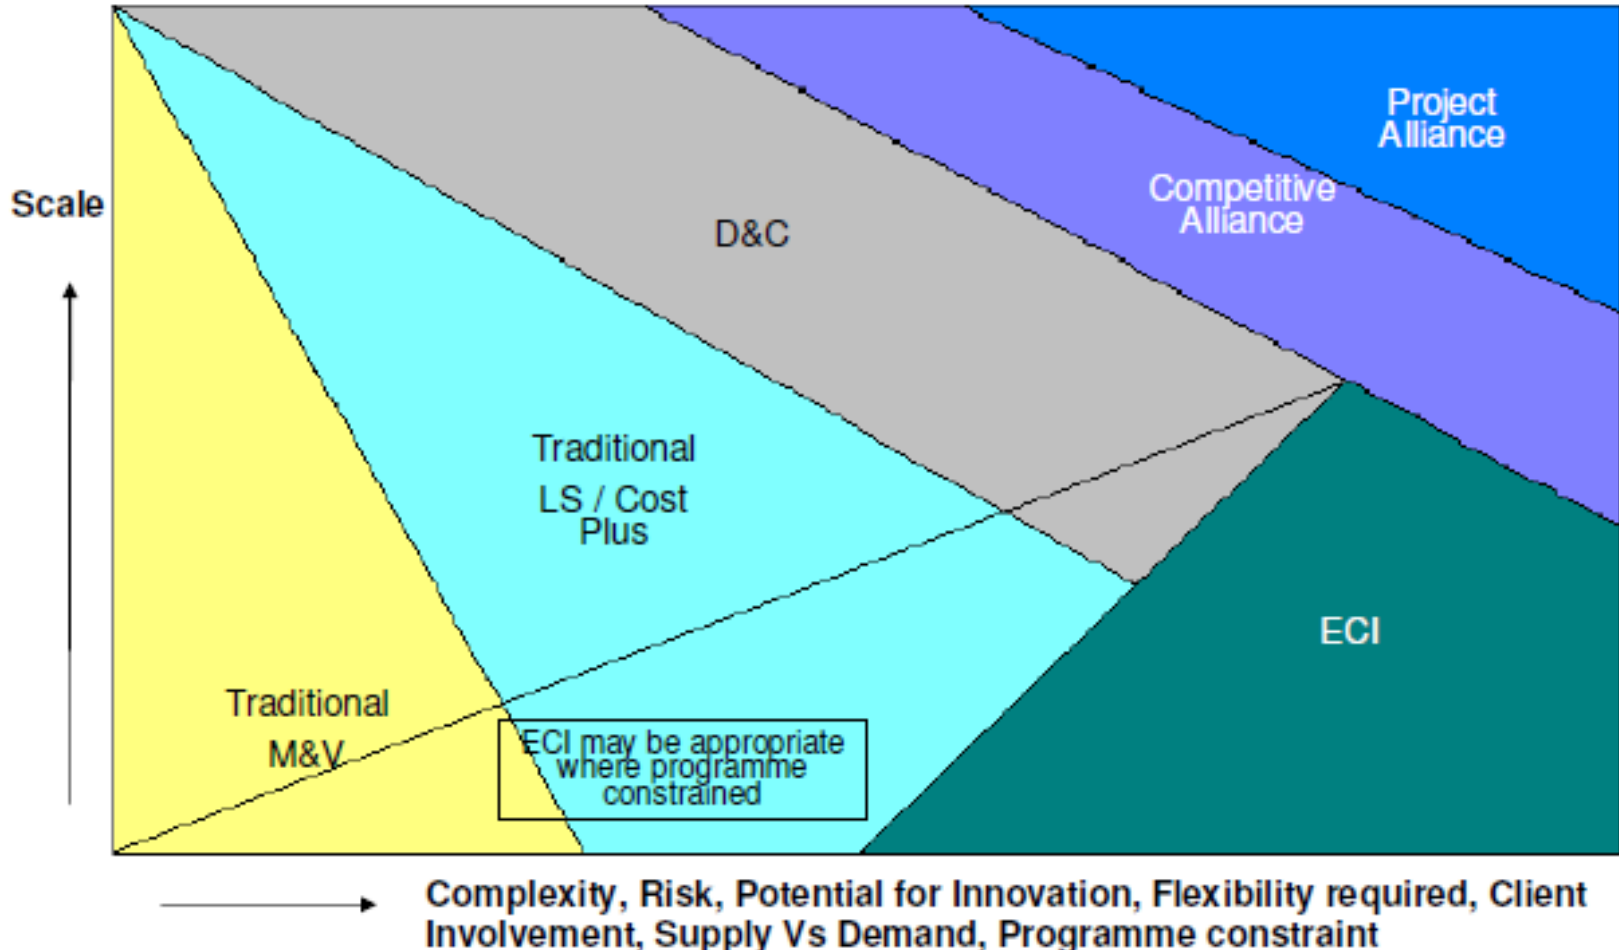 Project
Alliance
Competitive
Alliance
Scale
D&C
Traditional
LS / Cost
Plus
ECI
Traditional
M&V
ECI may be appropriate
where programme
constrained
Complexity, Risk, Potential for Innovation, Flexibility required, Client
Involvement, Supply Vs Demand, Programme constraint